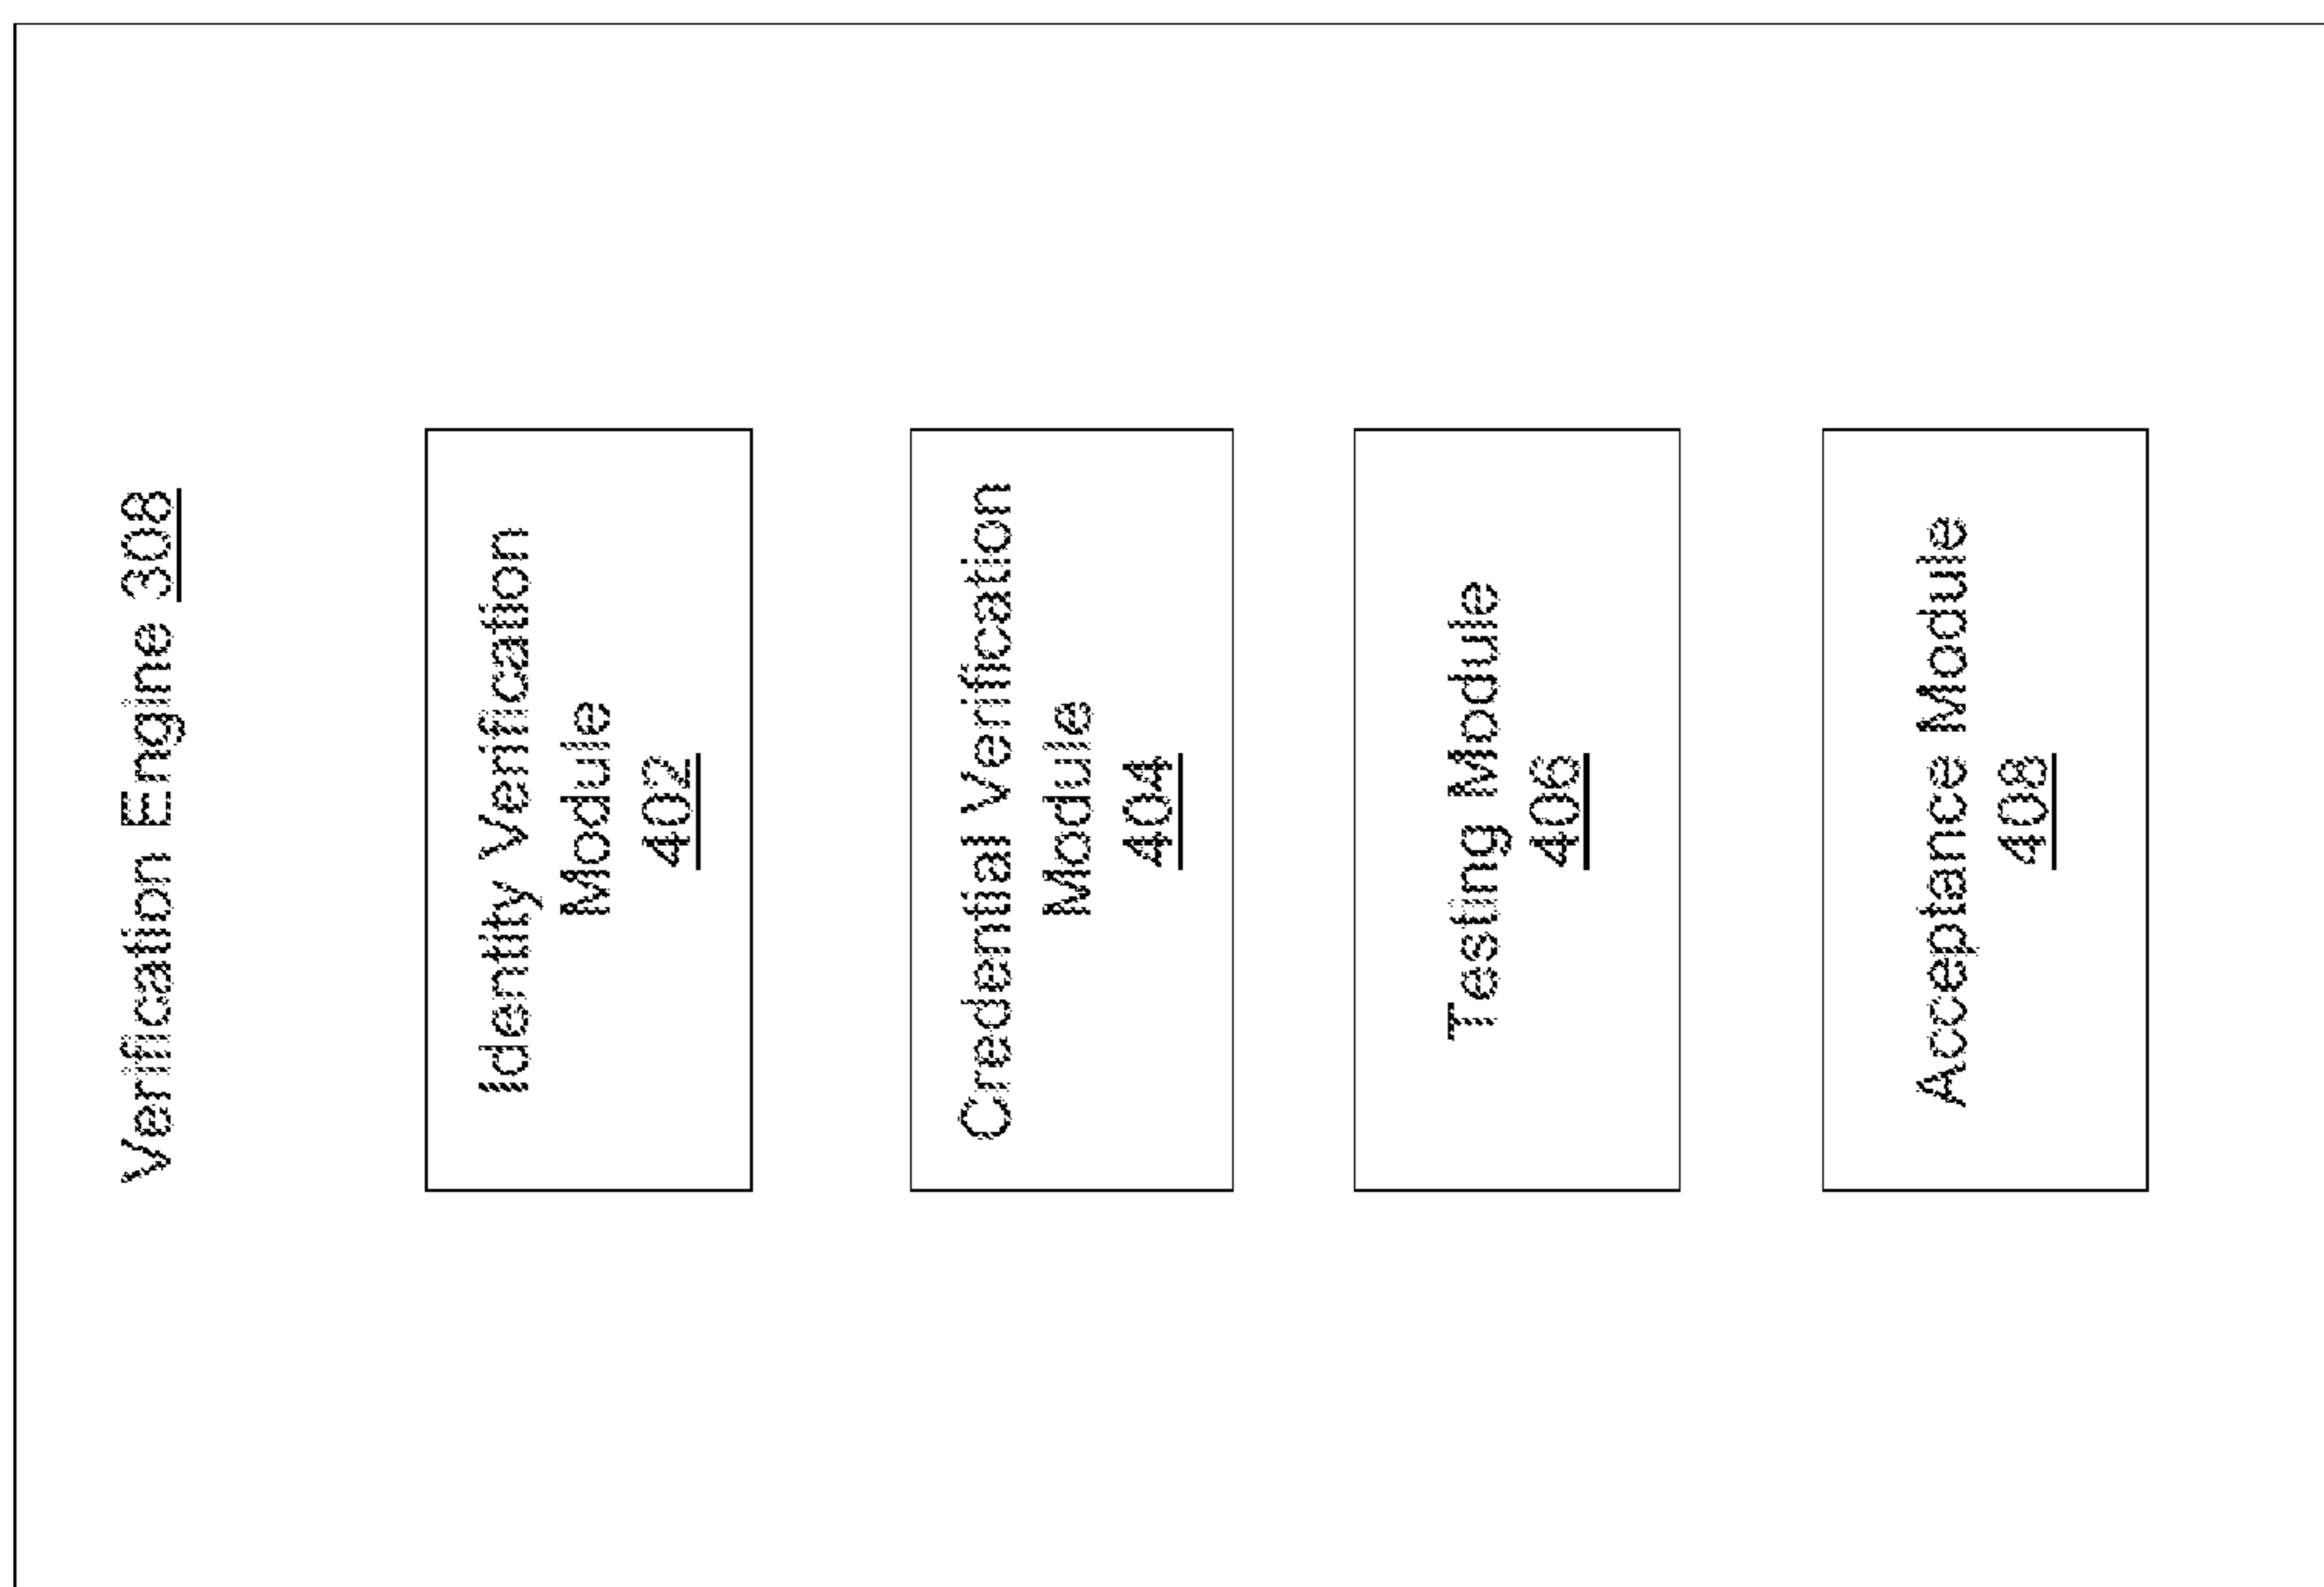 Verification Engine 308
Identity Verification
Module
402
Credential Verification
Module
404
Testing Module
406
Acceptance Module
408